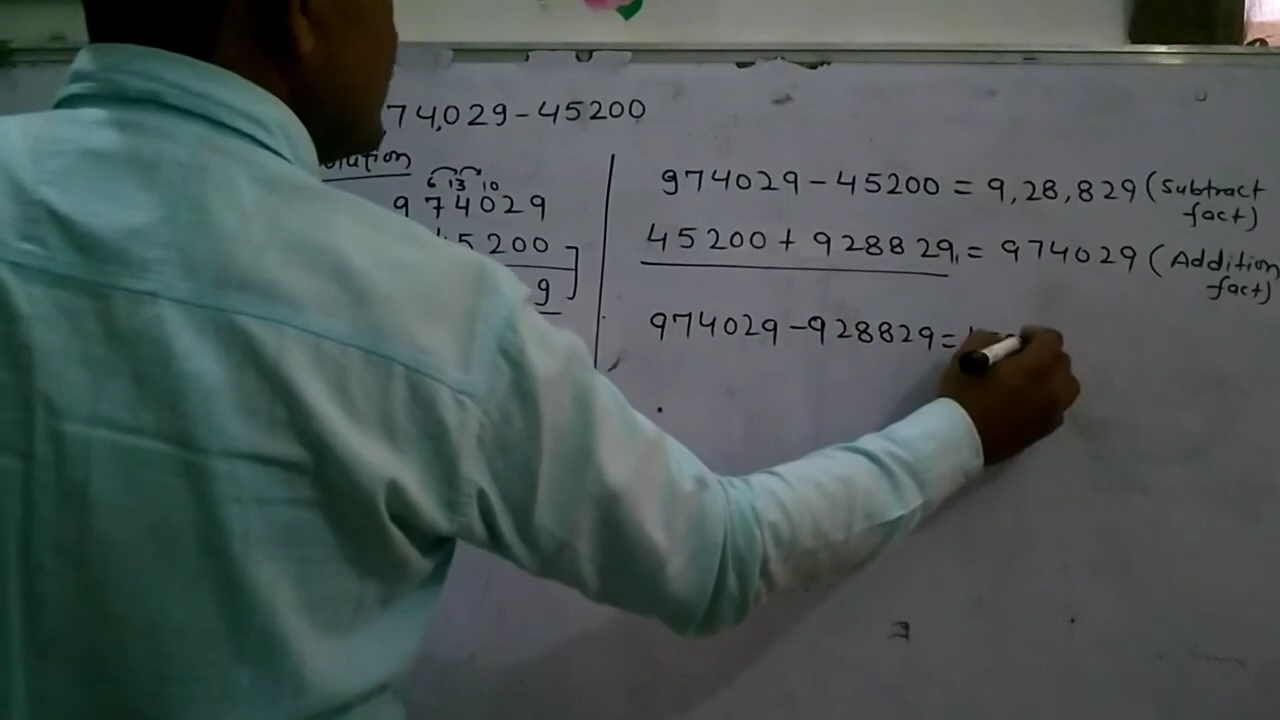 74,029 - 45200
olution
6 13 10
974029
45200
9
974029 - 45200 = 9,28,829 (Subtract
fact)
45200 + 928829 = 974029 (Addition
fact)
974029 - 928829 =